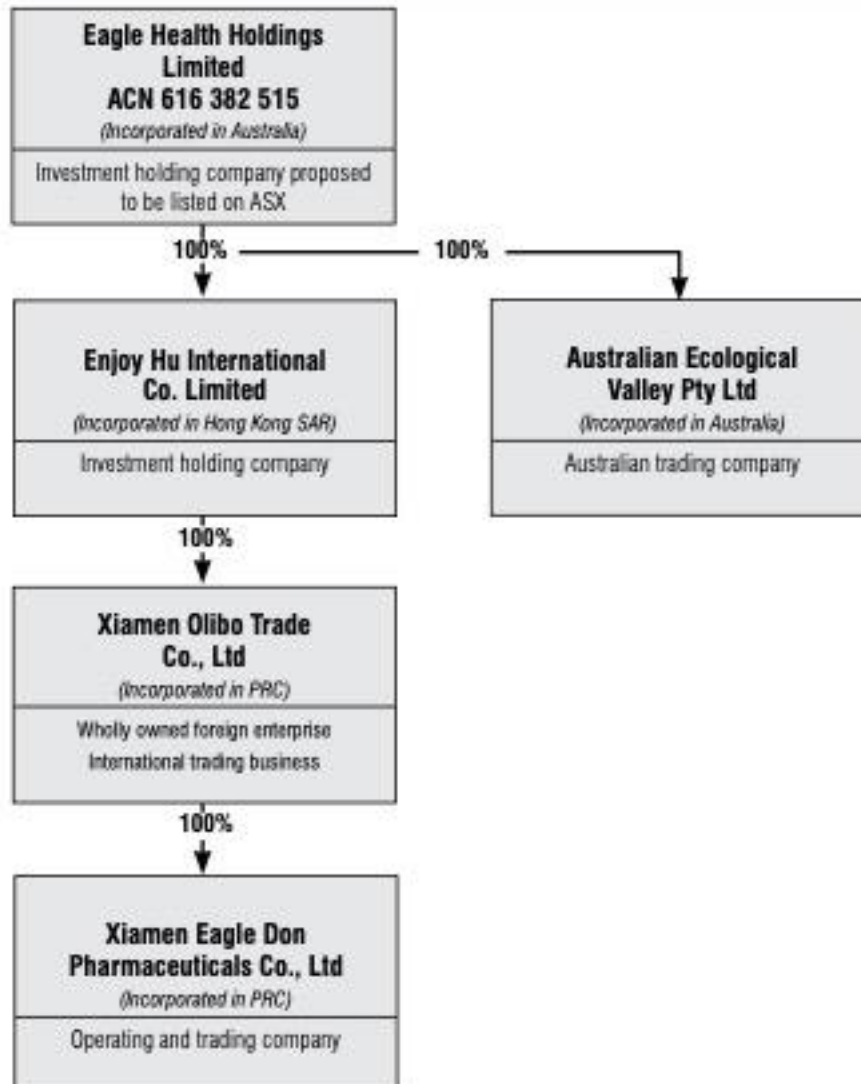 Eagle Health Holdings
Limited
ACN 616 382 515
(Incorporated in Australia)
Investment holding company proposed
to be listed on ASX
100%
100%
Enjoy Hu International
Co. Limited
(Incorporated in Hong Kong SAR)
Investment holding company
Australian Ecological
Valley Pty Ltd
(Incorporated in Australia)
Australian trading company
100%
Xiamen Olibo Trade
Co., Ltd
(Incorporated in PRC)
Wholly owned foreign enterprise
International trading business
100%
Xiamen Eagle Don
Pharmaceuticals Co., Ltd
(Incorporated in PRC)
Operating and trading company